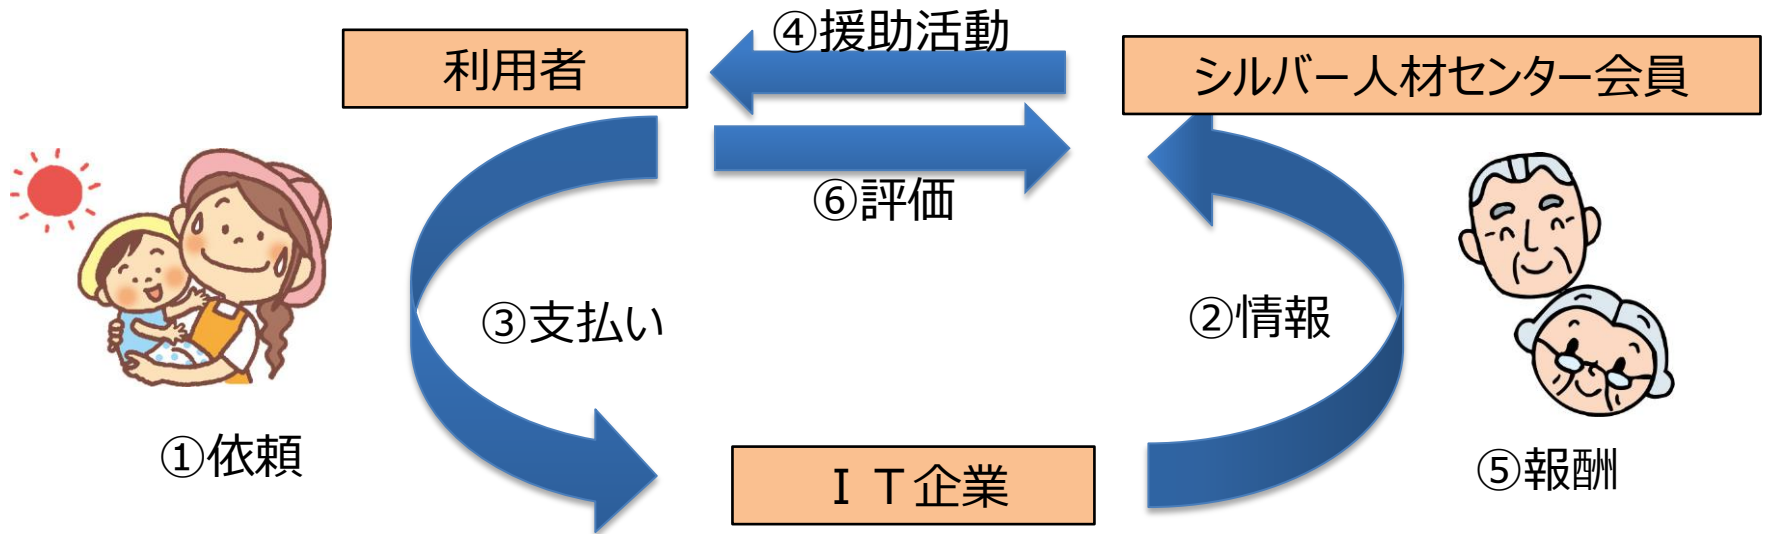 ④援助活動
利用者
シルバー人材センター会員
⑥評価
③支払い
②情報
①依頼
ＩＴ企業
⑤報酬